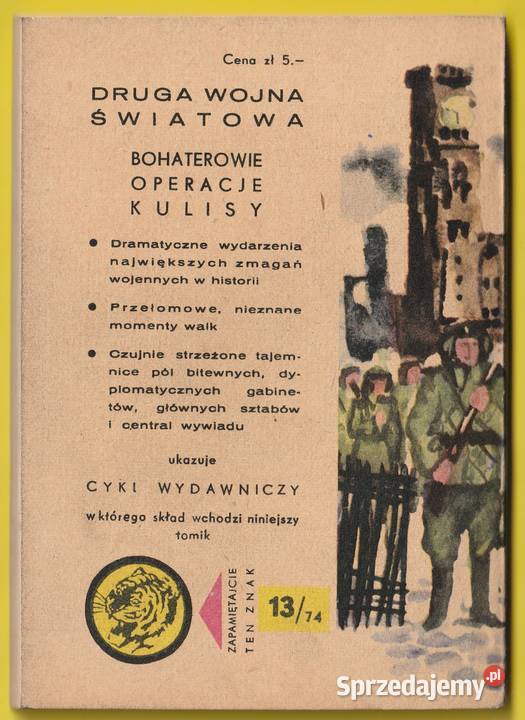 Cena zł 5.—
DRUGA WOJNA
ŚWIATOWA
BOHATEROWIE
OPERACJE
KULISY
● Dramatyczne wydarzenia
największych zmagań
wojennych w historii
● Przełomowe, nieznane
momenty walk
● Czujnie strzeżone tajem-
nice pól bitewnych, dy-
plomatycznych gabine-
tów, głównych sztabów
i central wywiadu
ukazuje
CYKL WYDAWNICZY
w którego skład wchodzi niniejszy
tomik
ZAPAMIĘTAJCIE
TEN ZNAK
13/74
Sprzedajemy.pl